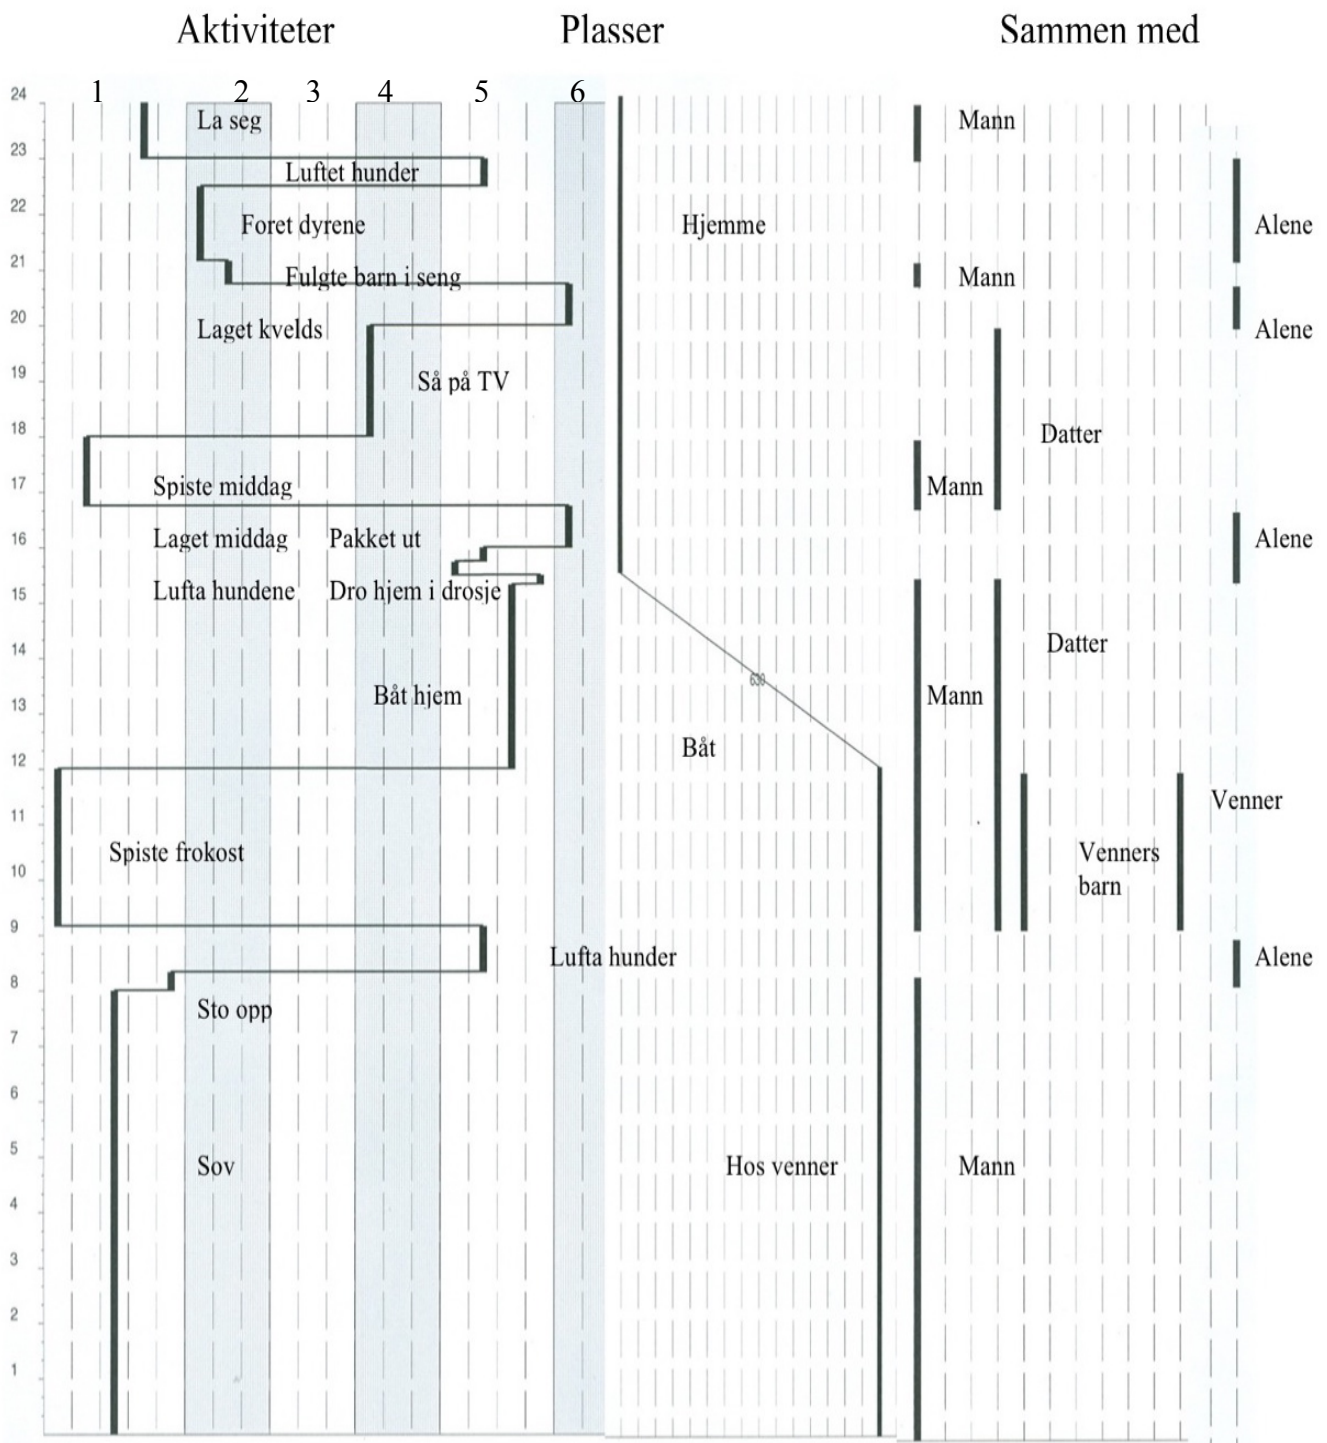 Aktiviteter Plasser Sammen med
1 2 3 4 5 6
24
La seg Mann
23
Luftet hunder
22
Foret dyrene Hjemme Alene
21
Fulgte barn i seng Mann
20
Laget kvelds Alene
19
Så på TV
18
Datter
17
Spiste middag Mann
16
Laget middag Pakket ut Alene
15
Lufta hundene Dro hjem i drosje
14
Datter
630
13
Båt hjem Mann
12
Båt
11
Venner
10
Spiste frokost Venners
barn
9
Lufta hunder Alene
8
Sto opp
7
6
5
Sov Hos venner Mann
4
3
2
1